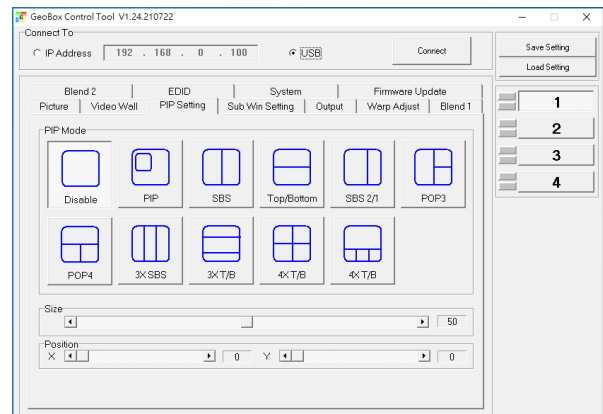 GeoBox Control Tool V1.24.210722
Connect To
IP Address 192 . 168 . 0 . 100 USB Connect
Save Setting
Load Setting
Blend 2 EDID System Firmware Update
Picture Video Wall PIP Setting Sub Win Setting Output Warp Adjust Blend 1
1
2
3
4
PIP Mode
Disable PIP SBS Top/Bottom SBS 2/1 POP3
POP4 3X SBS 3X T/B 4X T/B 4X T/B
Size
50
Position
X 0 Y 0